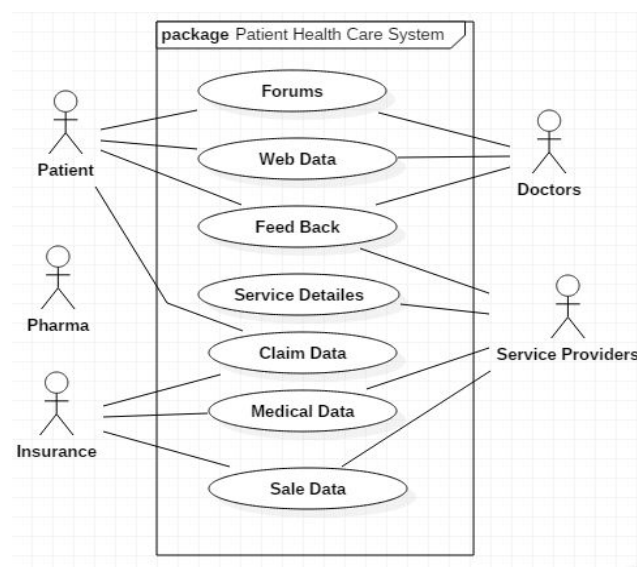 package Patient Health Care System
Forums
Patient
Web Data
Doctors
Feed Back
Service Detailes
Pharma
Claim Data
Service Providers
Medical Data
Insurance
Sale Data